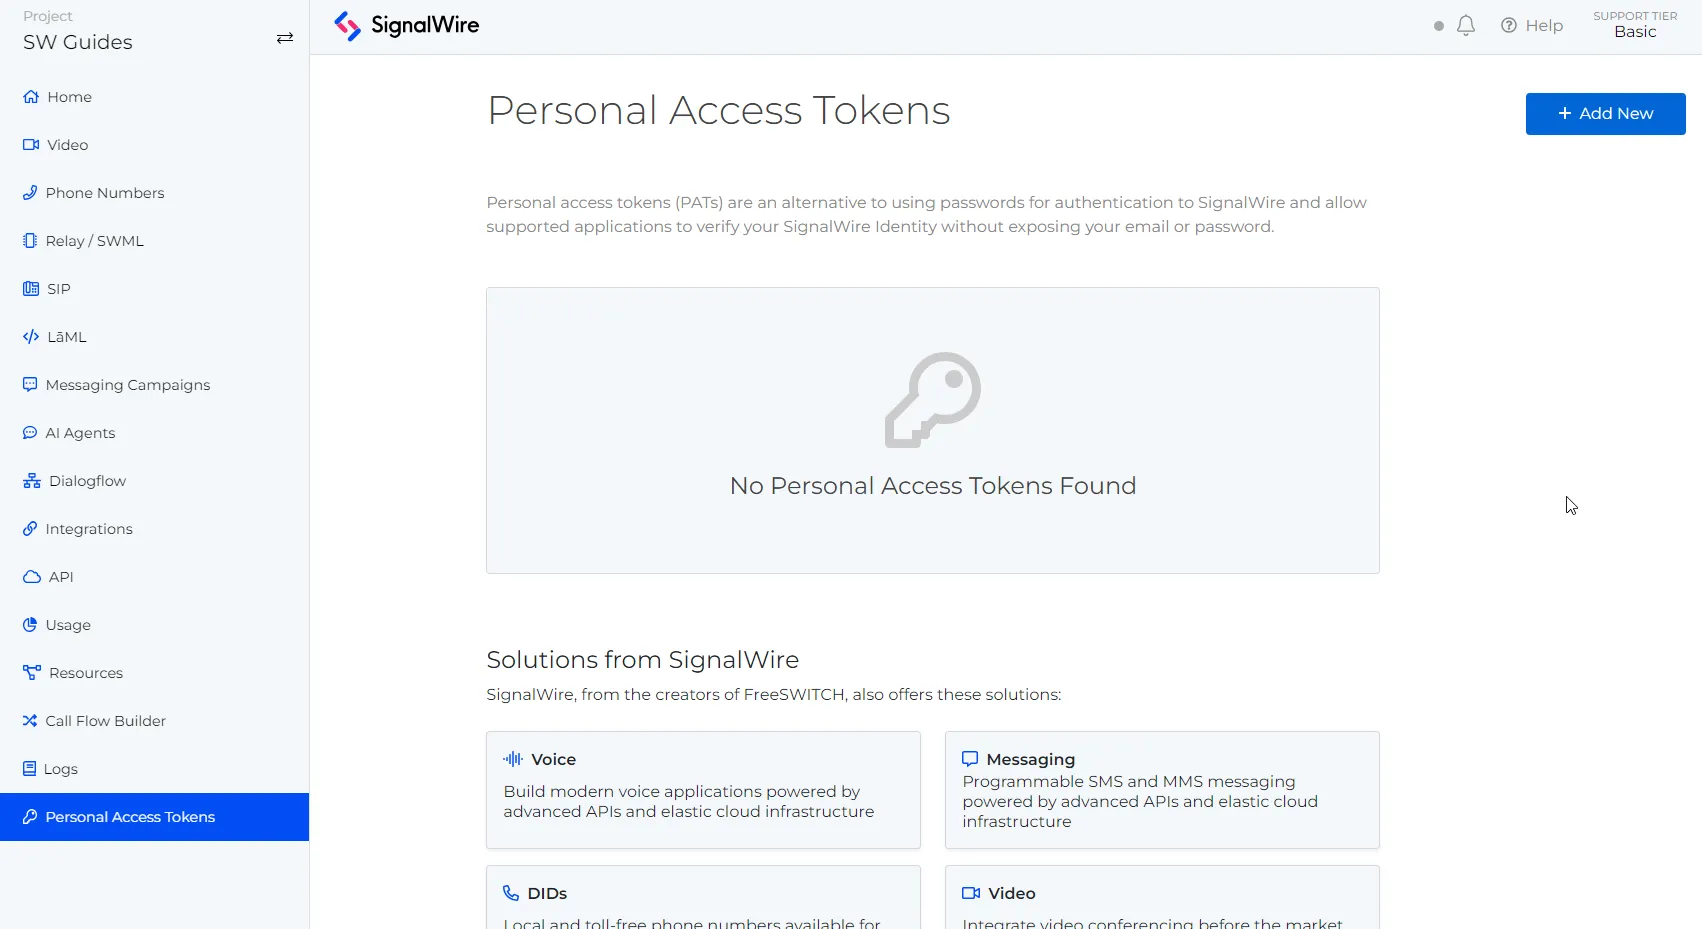 Project
SW Guides
Home
Video
Phone Numbers
Relay / SWML
SIP
LāML
Messaging Campaigns
AI Agents
Dialogflow
Integrations
API
Usage
Resources
Call Flow Builder
Logs
Personal Access Tokens
SignalWire
Help
SUPPORT TIER
Basic
Personal Access Tokens
+ Add New
Personal access tokens (PATs) are an alternative to using passwords for authentication to SignalWire and allow
supported applications to verify your SignalWire Identity without exposing your email or password.
No Personal Access Tokens Found
Solutions from SignalWire
SignalWire, from the creators of FreeSWITCH, also offers these solutions:
Voice
Build modern voice applications powered by
advanced APIs and elastic cloud infrastructure
Messaging
Programmable SMS and MMS messaging
powered by advanced APIs and elastic cloud
infrastructure
DIDs
Local and toll-free phone numbers available for
Video
Integrate video conferencing before the market